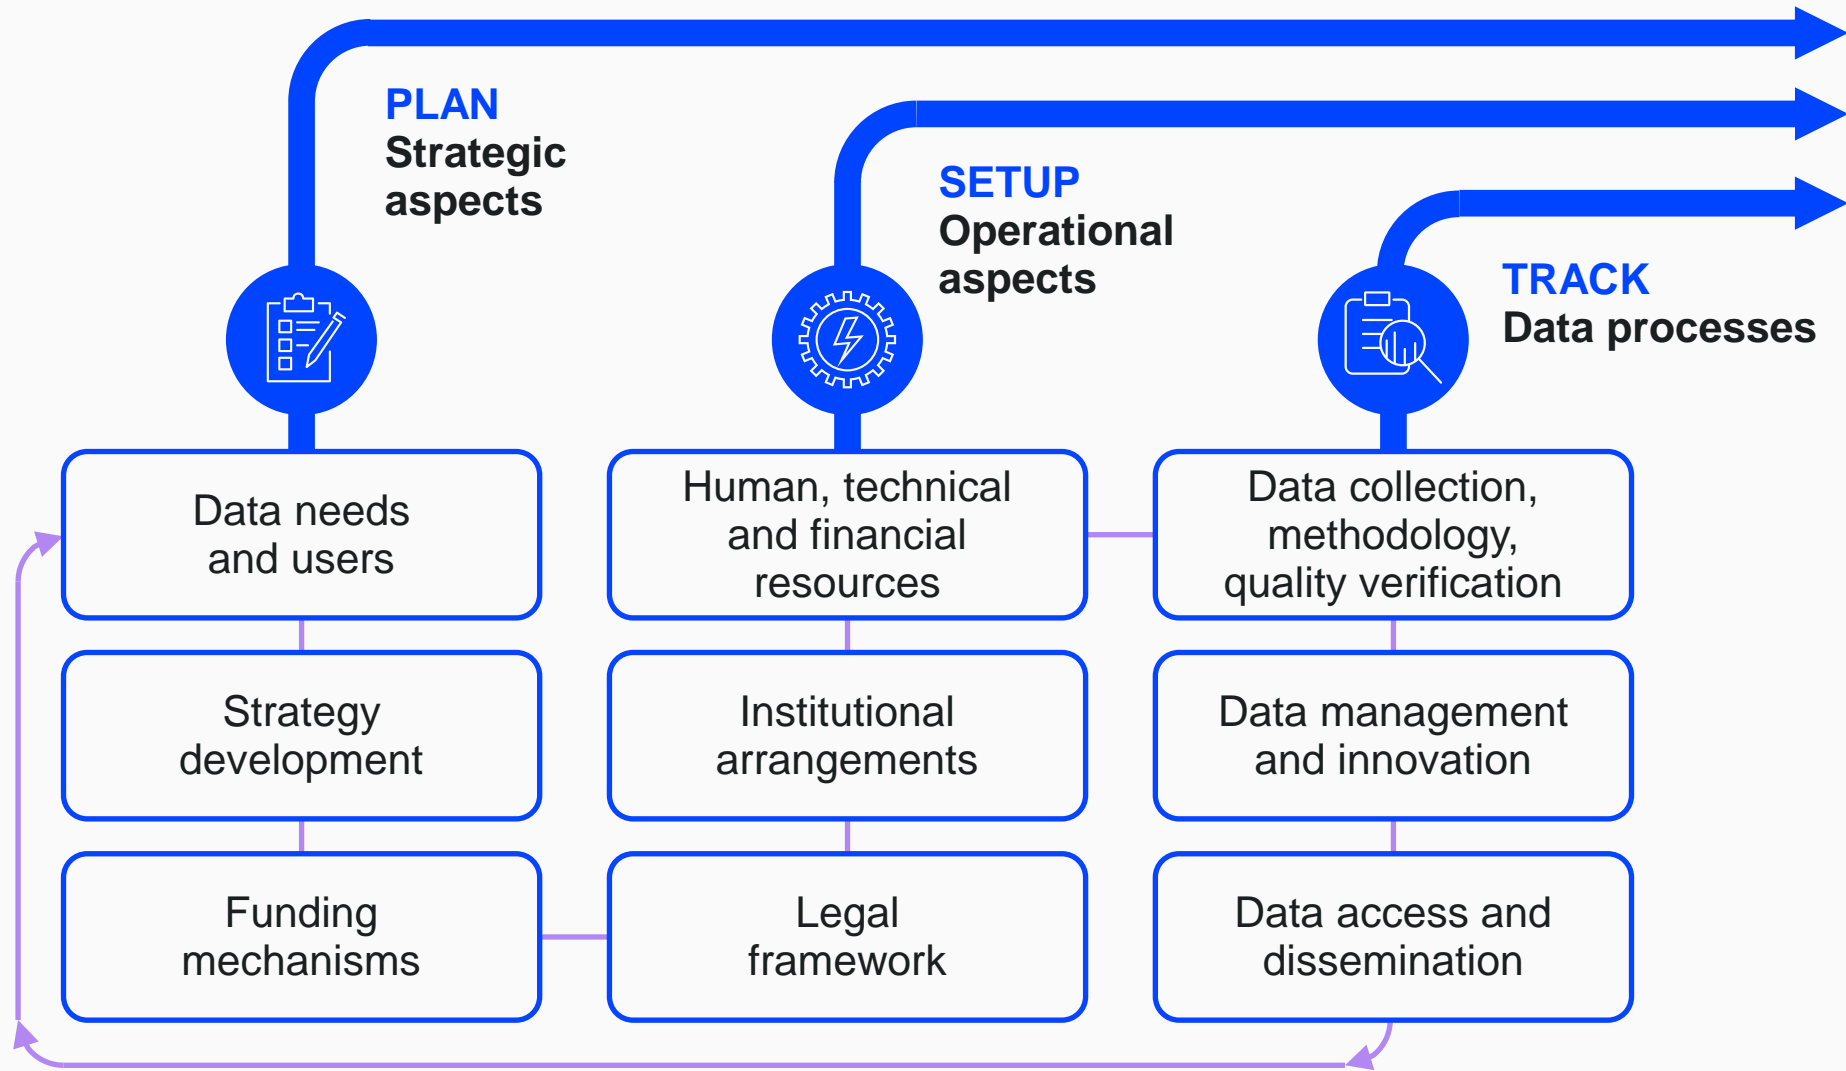 PLAN
Strategic
aspects
SETUP
Operational
aspects
TRACK
Data processes
Data needs
and users
Strategy
development
Funding
mechanisms
Human, technical
and financial
resources
Institutional
arrangements
Legal
framework
Data collection,
methodology,
quality verification
Data management
and innovation
Data access and
dissemination